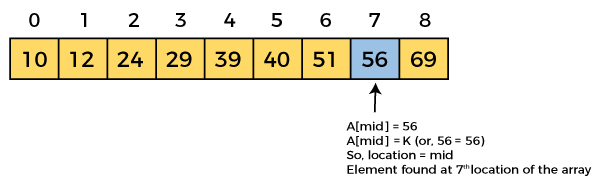 0 1 2 3 4 5 6 7 8
10 12 24 29 39 40 51 56 69
A[mid] = 56
A[mid] = K (or, 56 = 56)
So, location = mid
Element found at 7th location of the array